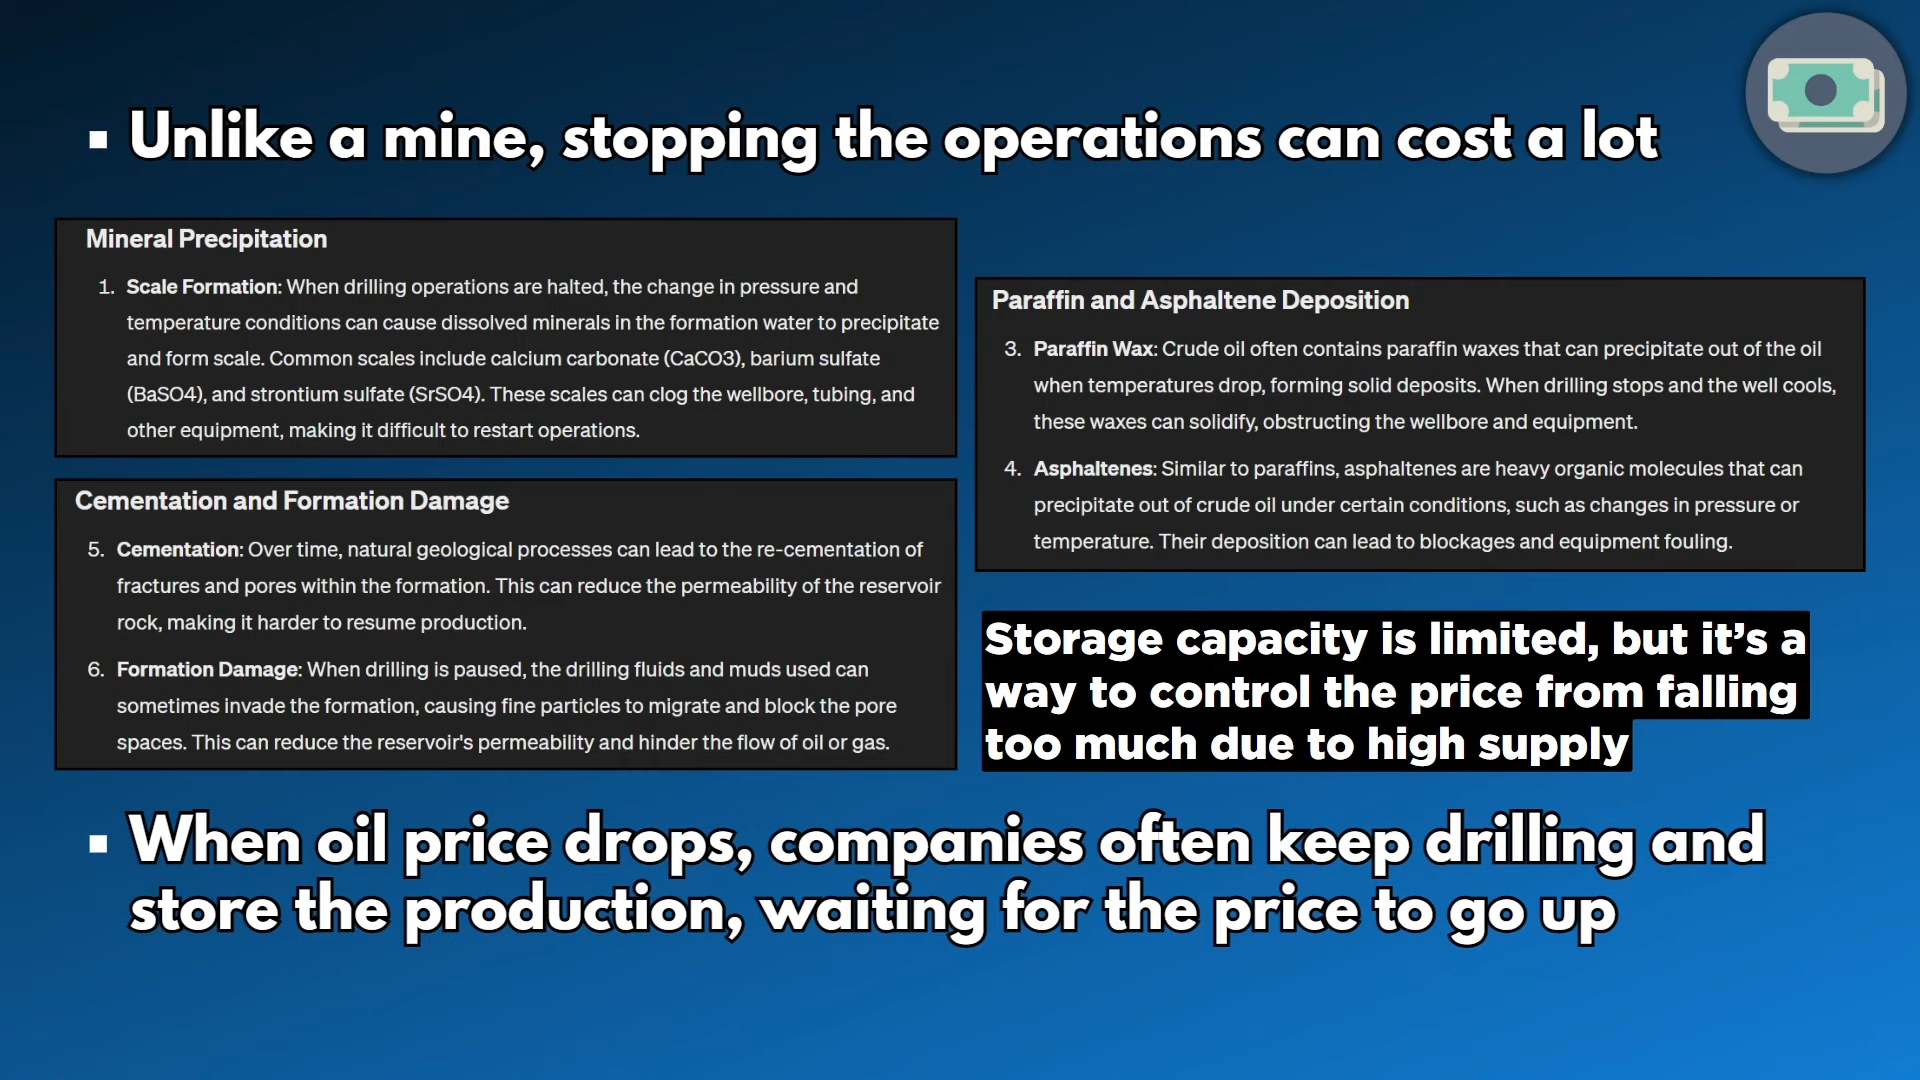 ▪ Unlike a mine, stopping the operations can cost a lot
Mineral Precipitation
1. Scale Formation: When drilling operations are halted, the change in pressure and
temperature conditions can cause dissolved minerals in the formation water to precipitate
and form scale. Common scales include calcium carbonate (CaCO3), barium sulfate
(BaSO4), and strontium sulfate (SrSO4). These scales can clog the wellbore, tubing, and
other equipment, making it difficult to restart operations.
Paraffin and Asphaltene Deposition
3. Paraffin Wax: Crude oil often contains paraffin waxes that can precipitate out of the oil
when temperatures drop, forming solid deposits. When drilling stops and the well cools,
these waxes can solidify, obstructing the wellbore and equipment.
4. Asphaltenes: Similar to paraffins, asphaltenes are heavy organic molecules that can
precipitate out of crude oil under certain conditions, such as changes in pressure or
temperature. Their deposition can lead to blockages and equipment fouling.
Cementation and Formation Damage
5. Cementation: Over time, natural geological processes can lead to the re-cementation of
fractures and pores within the formation. This can reduce the permeability of the reservoir
rock, making it harder to resume production.
6. Formation Damage: When drilling is paused, the drilling fluids and muds used can
sometimes invade the formation, causing fine particles to migrate and block the pore
spaces. This can reduce the reservoir's permeability and hinder the flow of oil or gas.
Storage capacity is limited, but it’s a
way to control the price from falling
too much due to high supply
▪ When oil price drops, companies often keep drilling and
store the production, waiting for the price to go up